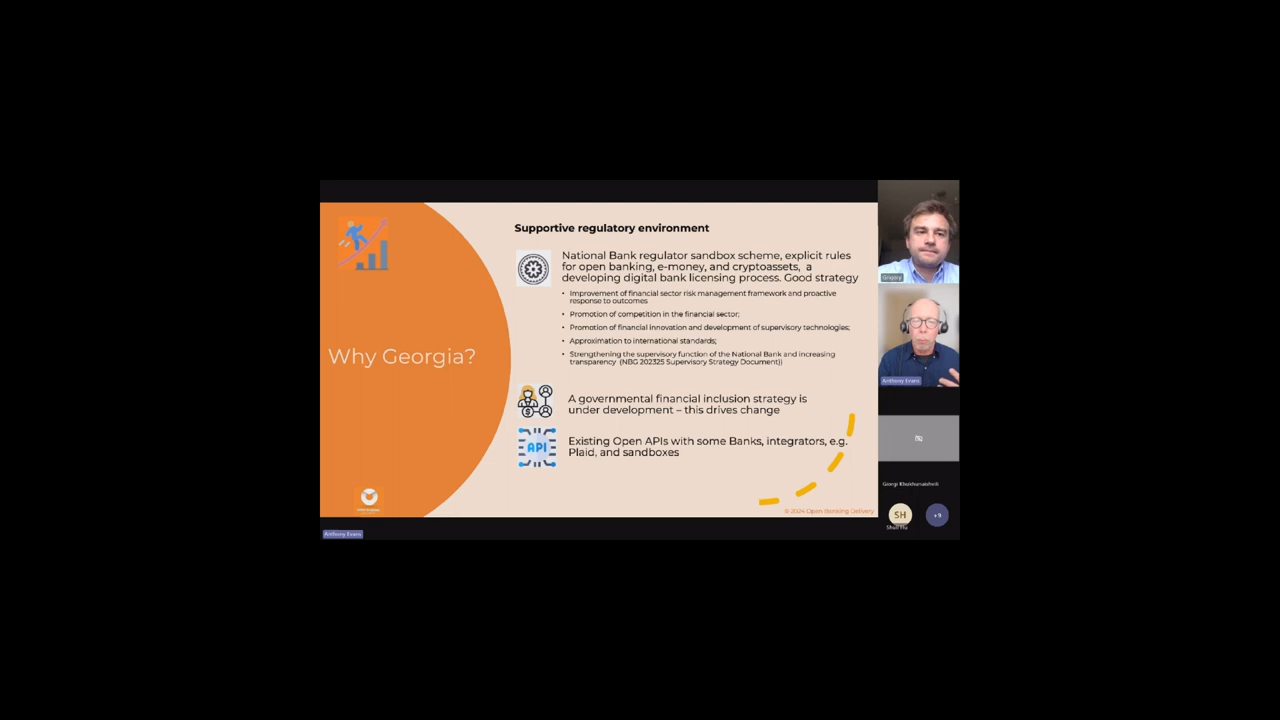 Why Georgia?
Supportive regulatory environment
National Bank regulator sandbox scheme, explicit rules
for open banking, e-money, and cryptoassets, a
developing digital bank licensing process. Good strategy
• Improvement of financial sector risk management framework and proactive
response to outcomes
• Promotion of competition in the financial sector;
• Promotion of financial innovation and development of supervisory technologies;
• Approximation to international standards;
• Strengthening the supervisory function of the National Bank and increasing
transparency (NBG 202325 Supervisory Strategy Document))
A governmental financial inclusion strategy is
under development – this drives change
API
Existing Open APIs with some Banks, integrators, e.g.
Plaid, and sandboxes
© 2024 Open Banking Delivery
Anthony Evans
Gregory
Anthony Evans
SH
+9